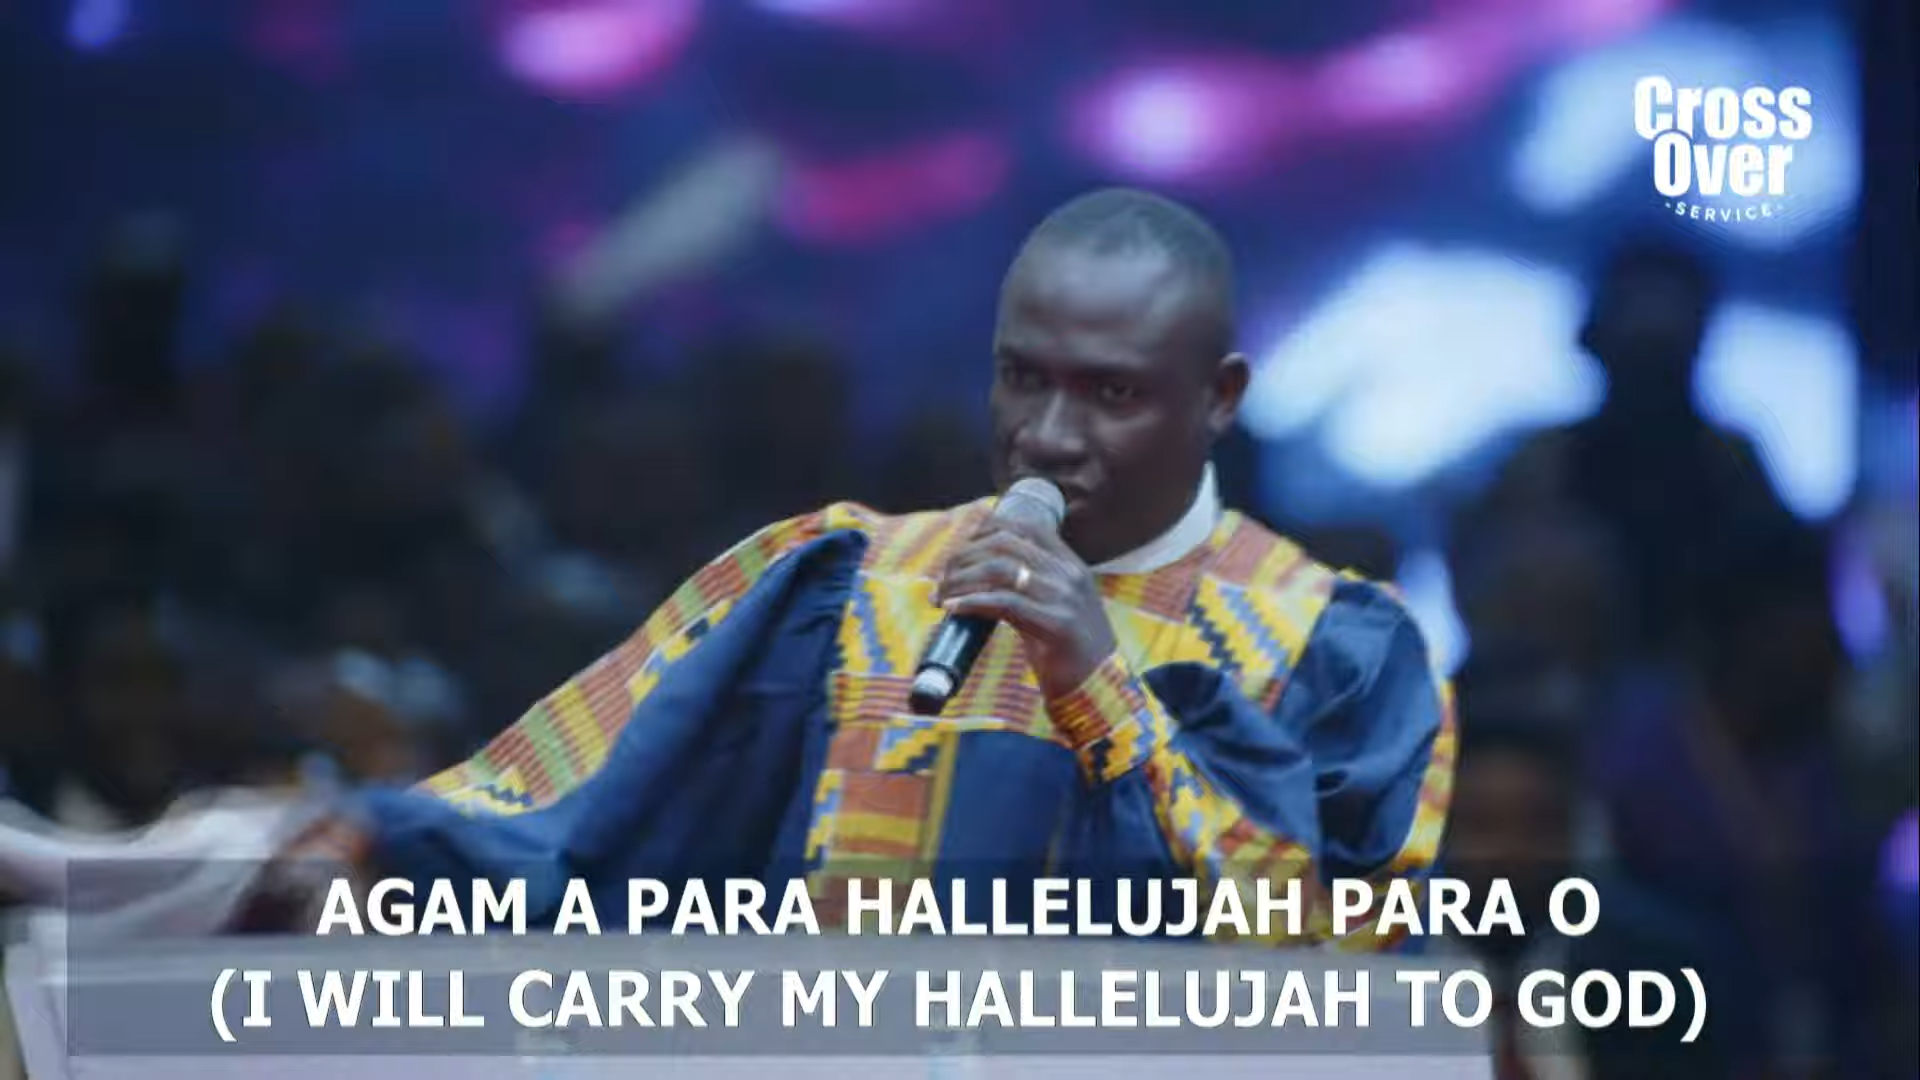 Cross
Over
·SERVICE·
AGAM A PARA HALLELUJAH PARA O
(I WILL CARRY MY HALLELUJAH TO GOD)